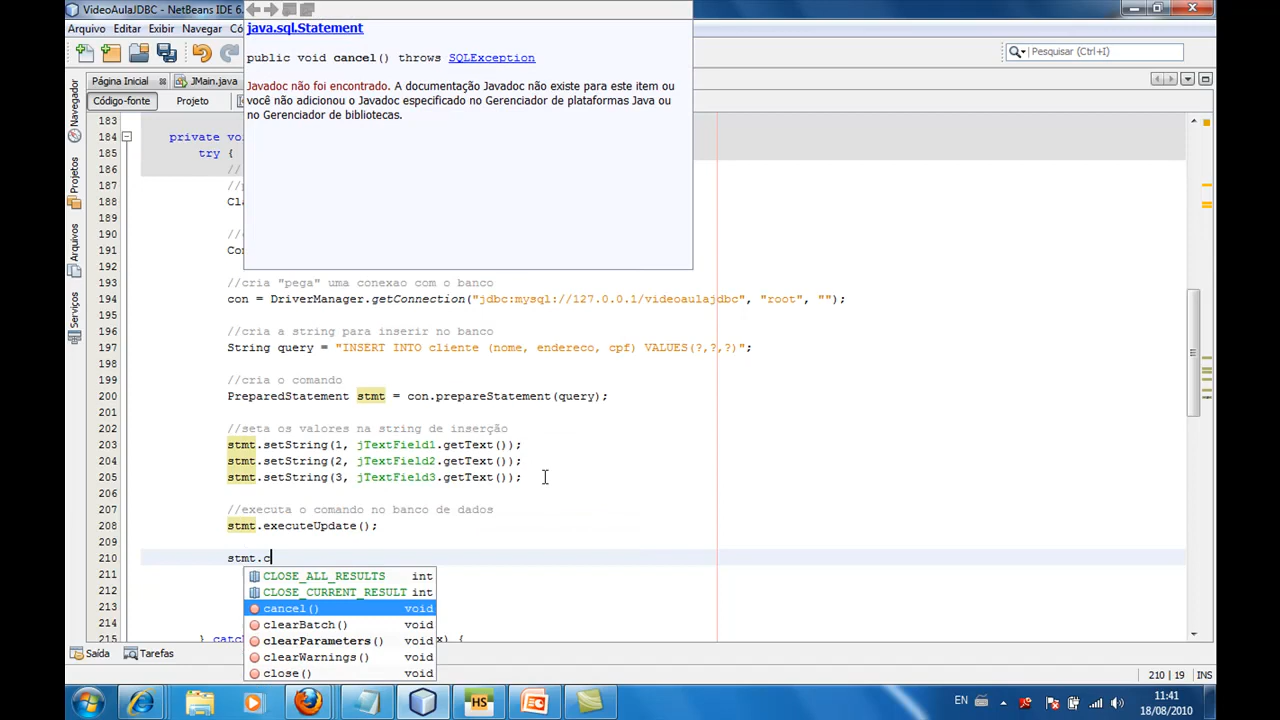 VideoAulaJDBC - NetBeans IDE 6.
Arquivo Editar Exibir Navegar
Pesquisar (Ctrl+I)
Página Inicial JMain.java
Código-fonte Projeto
java.sql.Statement
public void cancel() throws SQLException
Javadoc não foi encontrado. A documentação Javadoc não existe para este item ou
você não adicionou o Javadoc especificado no Gerenciador de plataformas Java ou
no Gerenciador de bibliotecas.
Navegador
Projetos
Arquivos
Serviços
183
184 private vo
185 try {
186 //
187 //
188 Cla
189 //
191 Con
192
193 //cria "pega" uma conexao com o banco
194 con = DriverManager.getConnection("jdbc:mysql://127.0.0.1/videoaulajdbc", "root", "");
195
196 //cria a string para inserir no banco
197 String query = "INSERT INTO cliente (nome, endereco, cpf) VALUES(?,?,?)";
198
199 //cria o comando
200 PreparedStatement stmt = con.prepareStatement(query);
201
202 //seta os valores na string de inserção
203 stmt.setString(1, jTextField1.getText());
204 stmt.setString(2, jTextField2.getText());
205 stmt.setString(3, jTextField3.getText());
206
207 //executa o comando no banco de dados
208 stmt.executeUpdate();
209
210 stmt.c
211 CLOSE_ALL_RESULTS int
212 CLOSE_CURRENT_RESULT int
213 cancel() void
clearBatch() void
215 } catc x) {
clearParameters() void
clearWarnings() void
close() void
Saída Tarefas
210 | 19 INS
HS
EN
11:41
18/08/2010